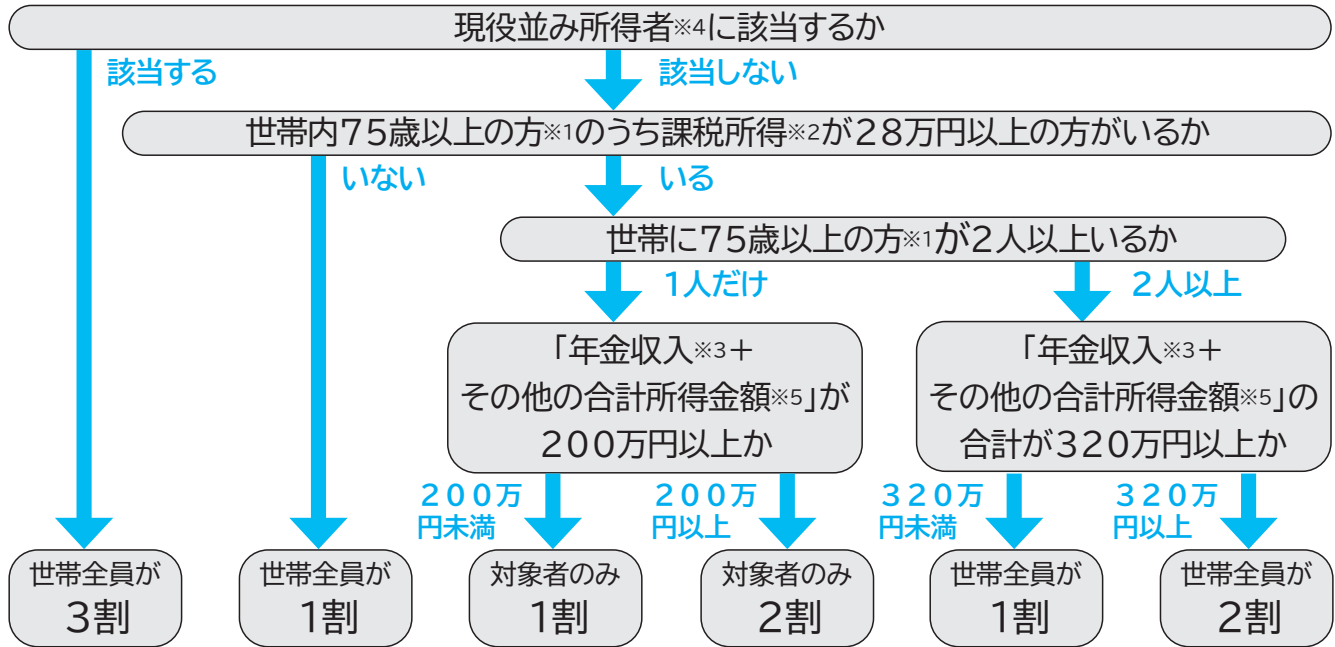 現役並み所得者※4に該当するか
該当する
該当しない
世帯内75歳以上の方※1のうち課税所得※2が28万円以上の方がいるか
いない
いる
世帯に75歳以上の方※1が2人以上いるか
1人だけ
2人以上
「年金収入※3＋
その他の合計所得金額※5」が
200万円以上か
「年金収入※3＋
その他の合計所得金額※5」の
合計が320万円以上か
200万
円未満
200万
円以上
320万
円未満
320万
円以上
世帯全員が
3割
世帯全員が
1割
対象者のみ
1割
対象者のみ
2割
世帯全員が
1割
世帯全員が
2割